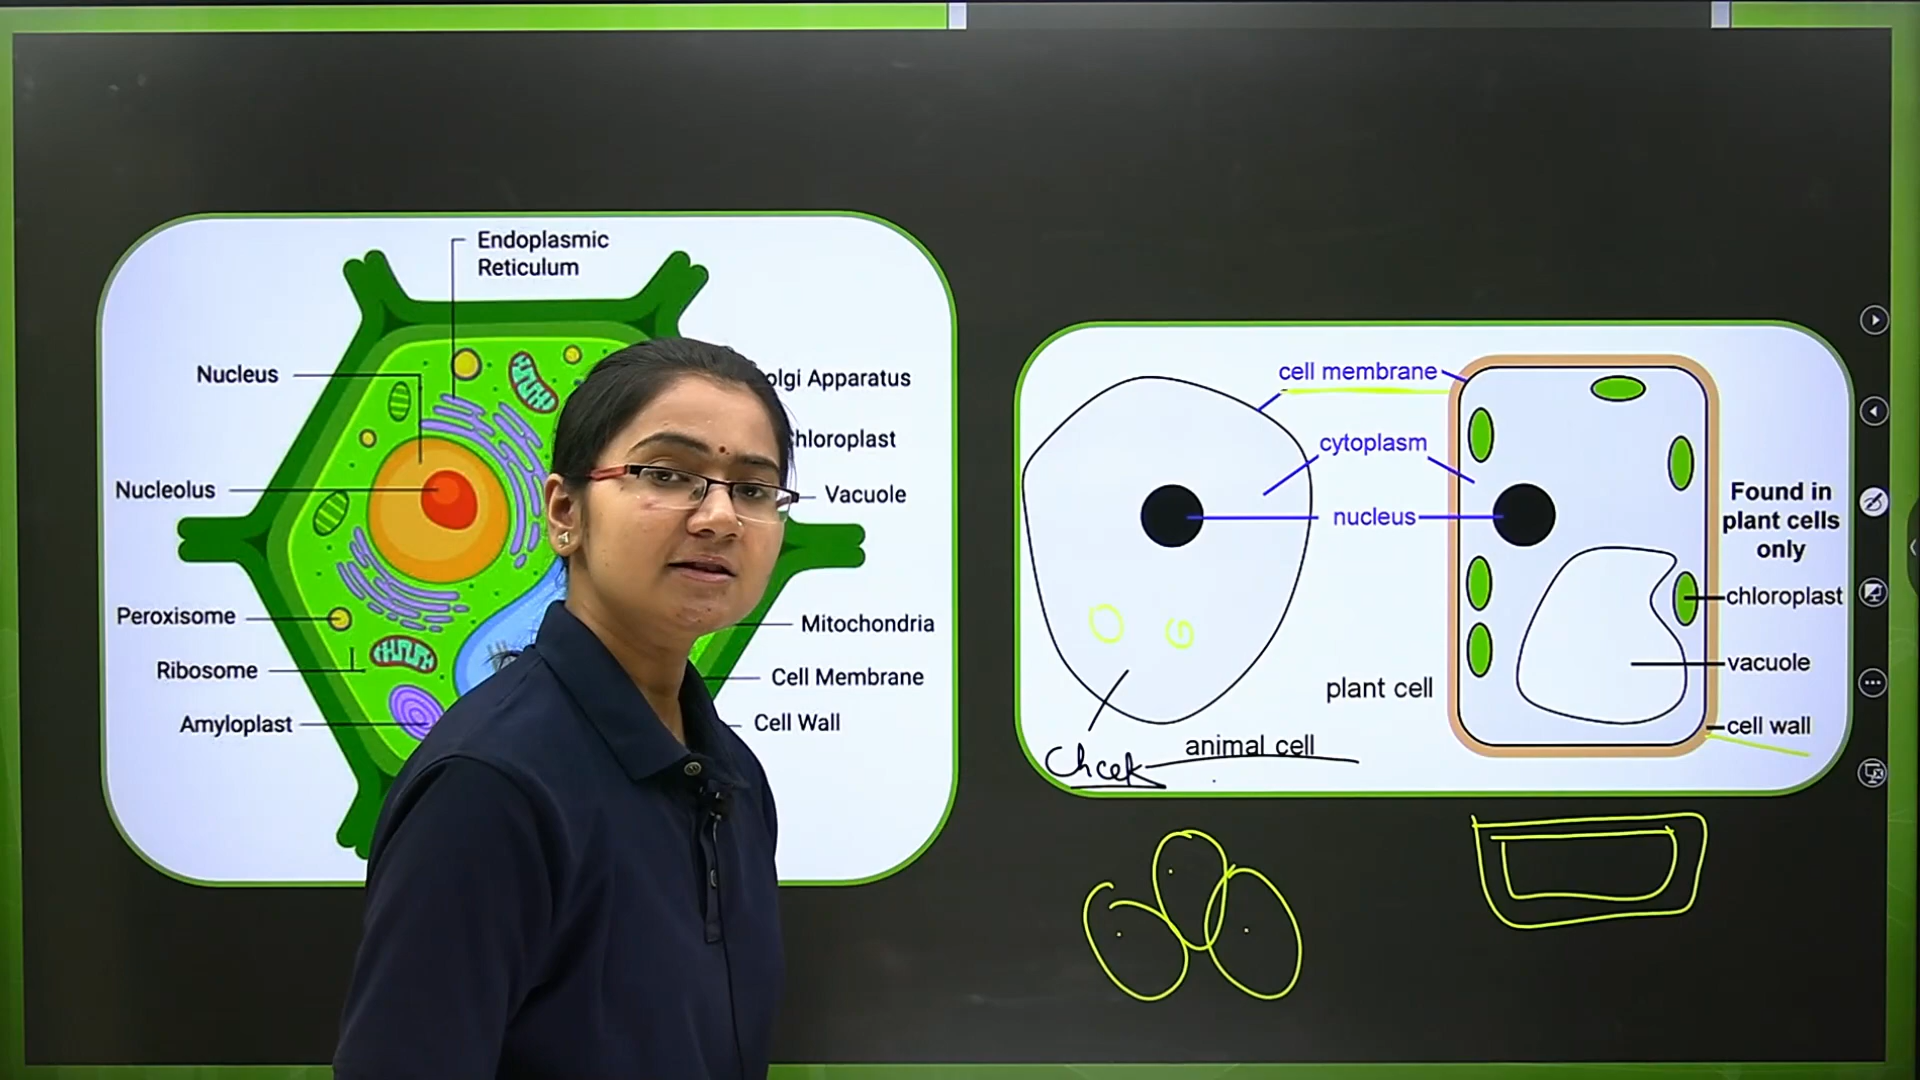 Endoplasmic
Reticulum
Nucleus
olgi Apparatus
hloroplast
Nucleolus
Vacuole
Peroxisome
Mitochondria
Ribosome
Cell Membrane
Amyloplast
Cell Wall
cell membrane
cytoplasm
nucleus
Found in
plant cells
only
chloroplast
vacuole
plant cell
cell wall
animal cell
Chcek